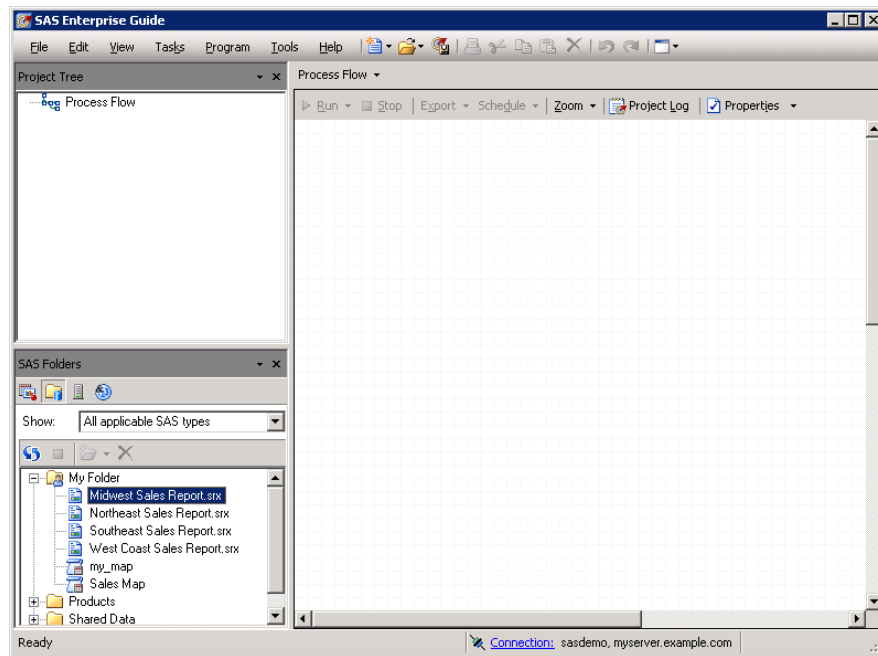 SAS Enterprise Guide
File Edit View Tasks Program Tools Help
Project Tree
Process Flow
Process Flow
Run Stop Export Schedule Zoom Project Log Properties
SAS Folders
Show: All applicable SAS types
My Folder
Midwest Sales Report.srx
Northeast Sales Report.srx
Southeast Sales Report.srx
West Coast Sales Report.srx
my_map
Sales Map
Products
Shared Data
Ready
Connection: sasdemo, myserver.example.com